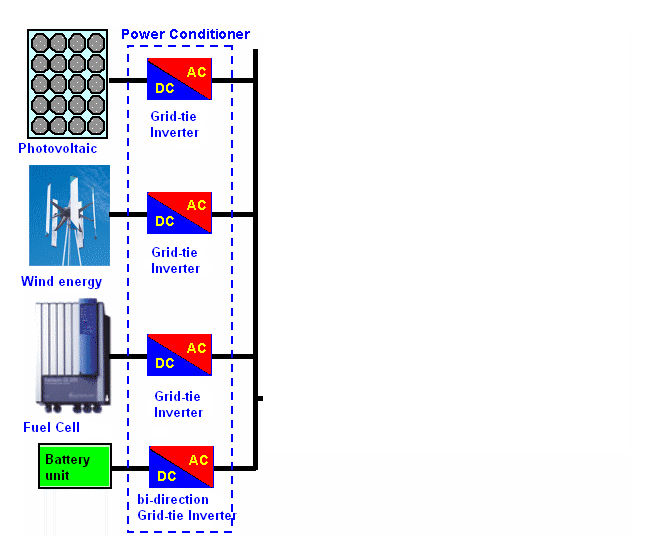 Power Conditioner
AC
DC
Grid-tie
Inverter
Photovoltaic
AC
DC
Grid-tie
Inverter
Wind energy
AC
DC
Grid-tie
Inverter
Fuel Cell
Battery
unit
AC
DC
bi-direction
Grid-tie Inverter